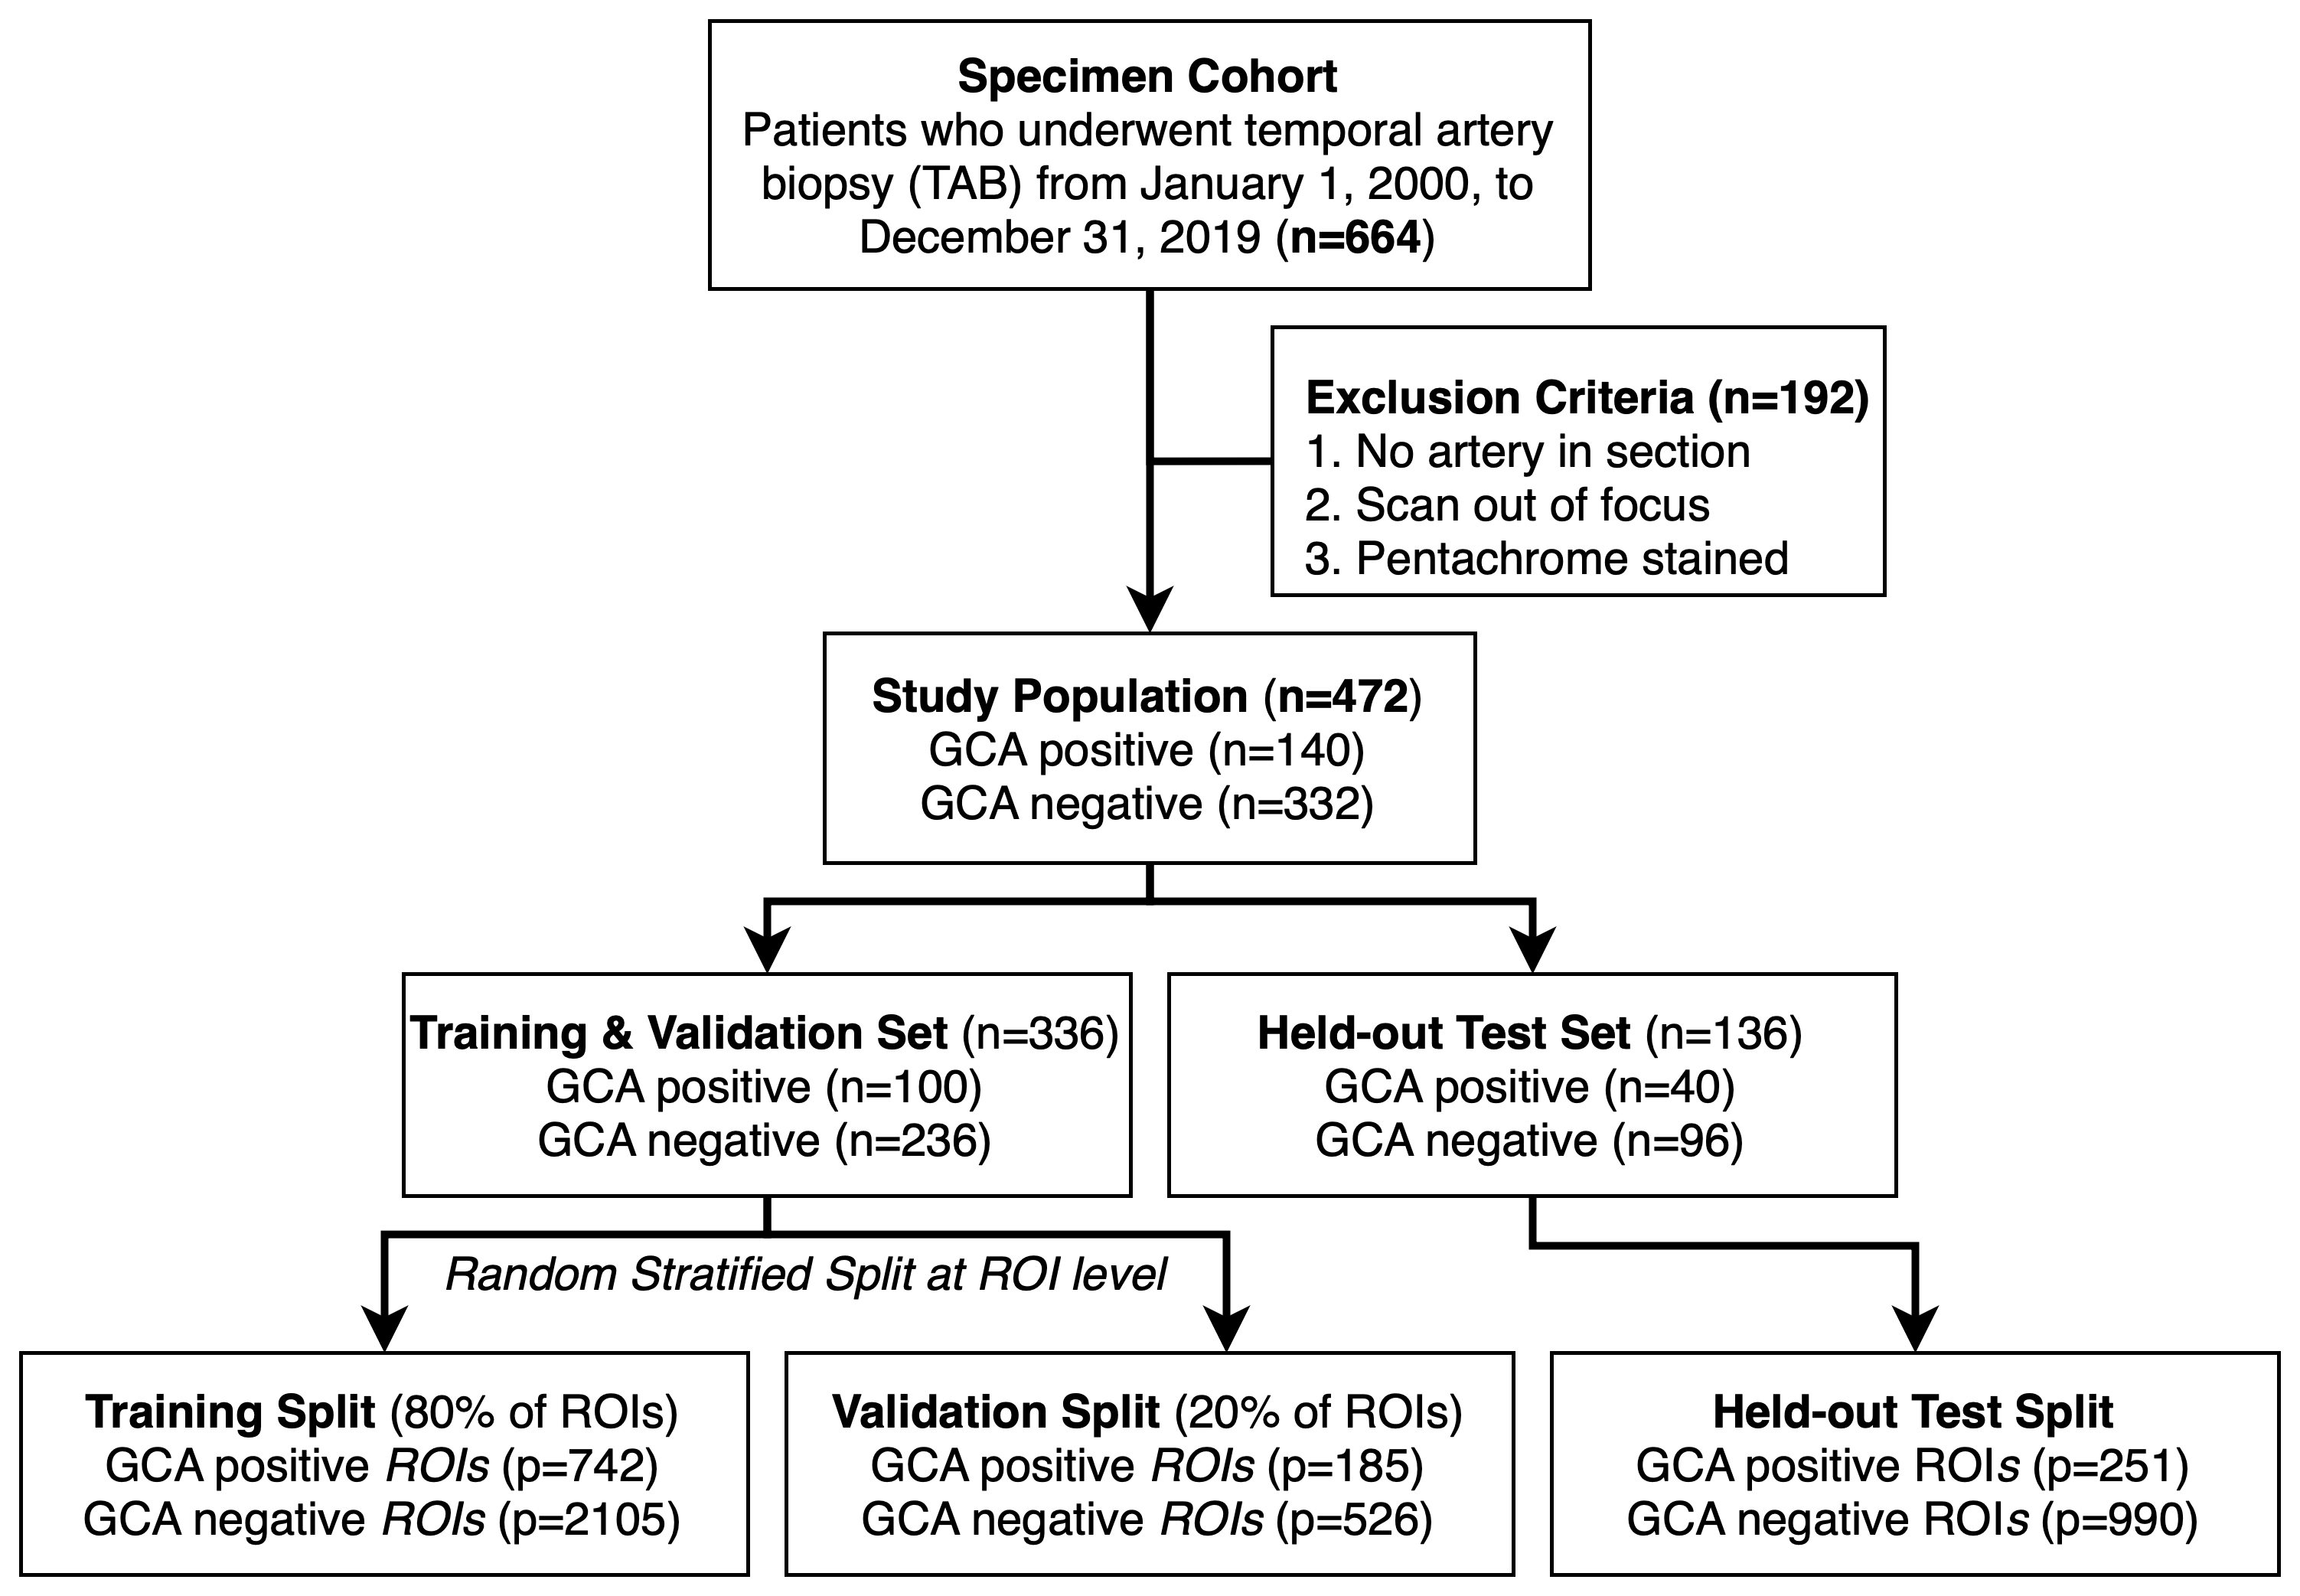 Specimen Cohort
Patients who underwent temporal artery
biopsy (TAB) from January 1, 2000, to
December 31, 2019 (n=664)
Exclusion Criteria (n=192)
1. No artery in section
2. Scan out of focus
3. Pentachrome stained
Study Population (n=472)
GCA positive (n=140)
GCA negative (n=332)
Training & Validation Set (n=336)
GCA positive (n=100)
GCA negative (n=236)
Held-out Test Set (n=136)
GCA positive (n=40)
GCA negative (n=96)
Random Stratified Split at ROI level
Training Split (80% of ROIs)
GCA positive ROIs (p=742)
GCA negative ROIs (p=2105)
Validation Split (20% of ROIs)
GCA positive ROIs (p=185)
GCA negative ROIs (p=526)
Held-out Test Split
GCA positive ROIs (p=251)
GCA negative ROIs (p=990)